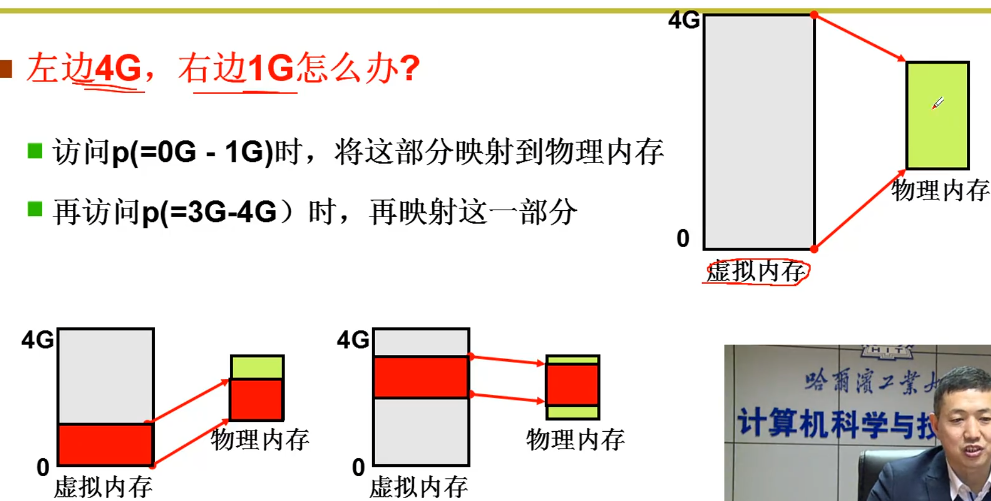 左边4G，右边1G怎么办?
访问p(=0G - 1G)时，将这部分映射到物理内存
再访问p(=3G-4G）时，再映射这一部分
4G
0
虚拟内存
物理内存
4G
0
虚拟内存
物理内存
4G
0
虚拟内存
物理内存
哈爾濱工業大
计算机科学与技